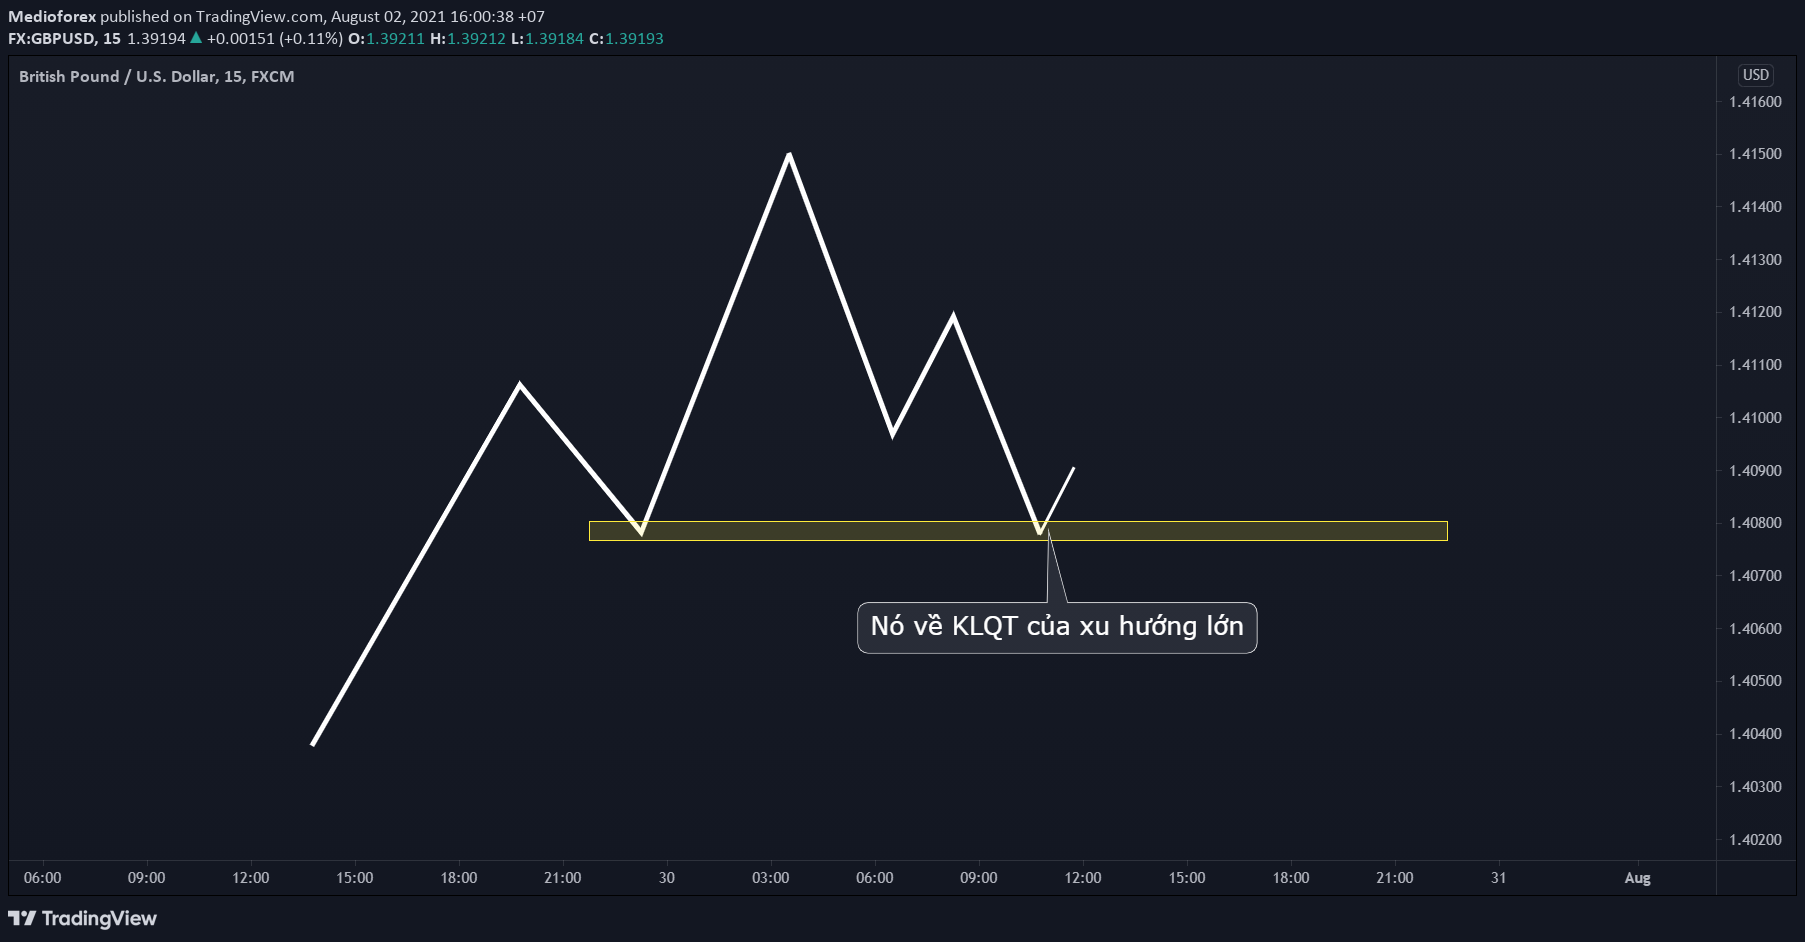 Medioforex published on TradingView.com, August 02, 2021 16:00:38 +07
FX:GBPUSD, 15 1.39194 ▲ +0.00151 (+0.11%) O:1.39211 H:1.39212 L:1.39184 C:1.39193
British Pound / U.S. Dollar, 15, FXCM
USD
1.41600
1.41500
1.41400
1.41300
1.41200
1.41100
1.41000
1.40900
1.40800
1.40700
1.40600
1.40500
1.40400
1.40300
1.40200
Nó về KLQT của xu hướng lớn
06:00 09:00 12:00 15:00 18:00 21:00 30 03:00 06:00 09:00 12:00 15:00 18:00 21:00 31 Aug
TradingView